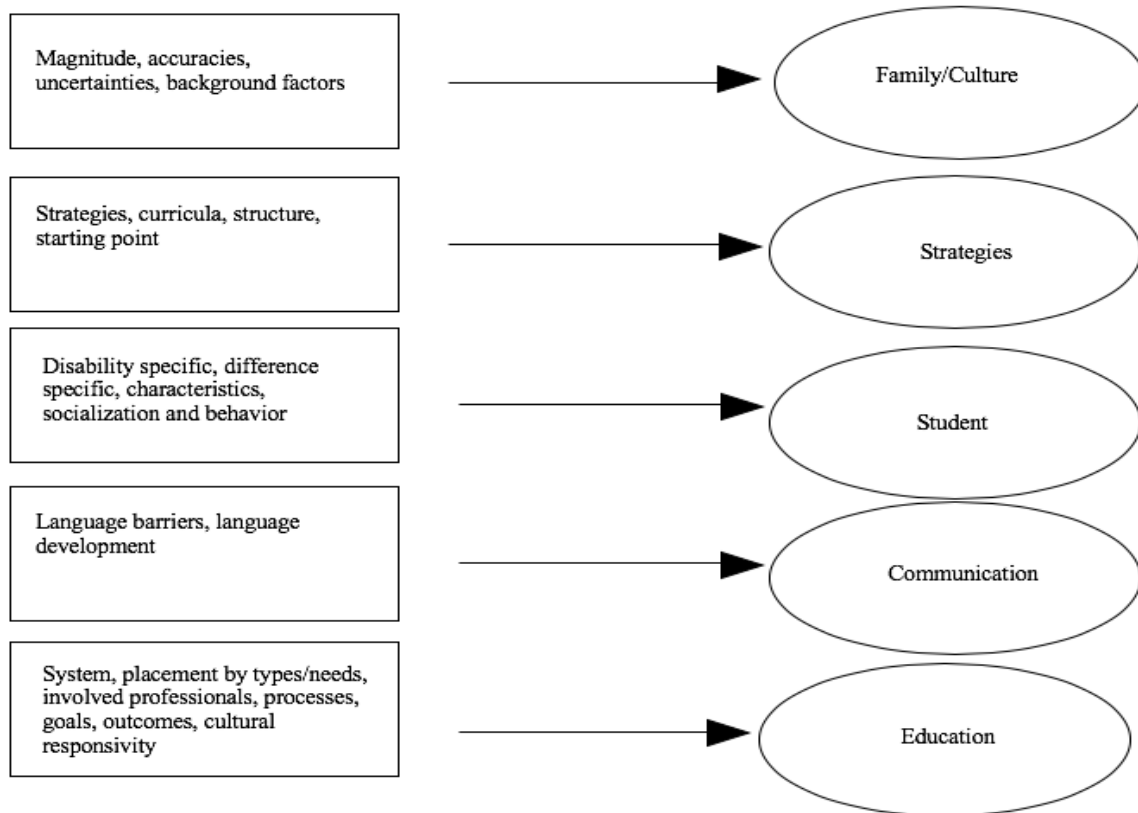 Magnitude, accuracies,
uncertainties, background factors
Family/Culture
Strategies, curricula, structure,
starting point
Strategies
Disability specific, difference
specific, characteristics,
socialization and behavior
Student
Language barriers, language
development
Communication
System, placement by types/needs,
involved professionals, processes,
goals, outcomes, cultural
responsivity
Education